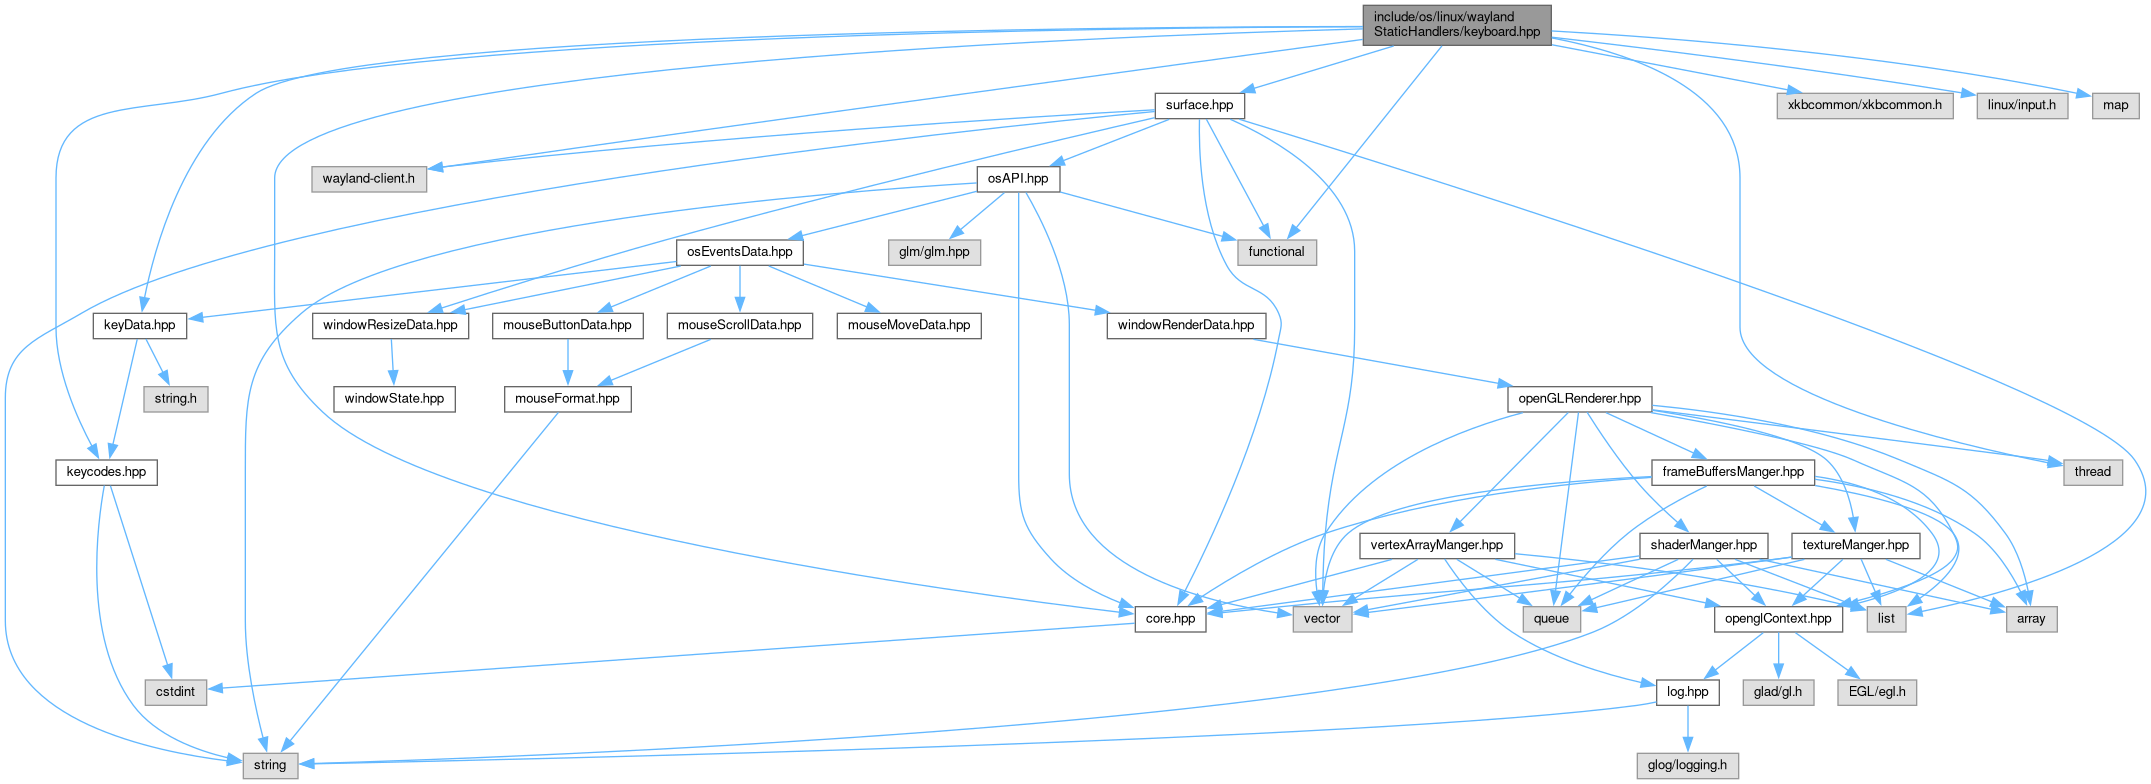 include/os/linux/wayland
StaticHandlers/keyboard.hpp
surface.hpp
xkbcommon/xkbcommon.h
linux/input.h
map
wayland-client.h
osAPI.hpp
osEventsData.hpp
glm/glm.hpp
functional
keyData.hpp
windowResizeData.hpp
mouseButtonData.hpp
mouseScrollData.hpp
mouseMoveData.hpp
windowRenderData.hpp
string.h
windowState.hpp
mouseFormat.hpp
openGLRenderer.hpp
keycodes.hpp
frameBuffersManger.hpp
thread
vertexArrayManger.hpp
shaderManger.hpp
textureManger.hpp
core.hpp
vector
queue
openglContext.hpp
list
array
cstdint
log.hpp
glad/gl.h
EGL/egl.h
string
glog/logging.h